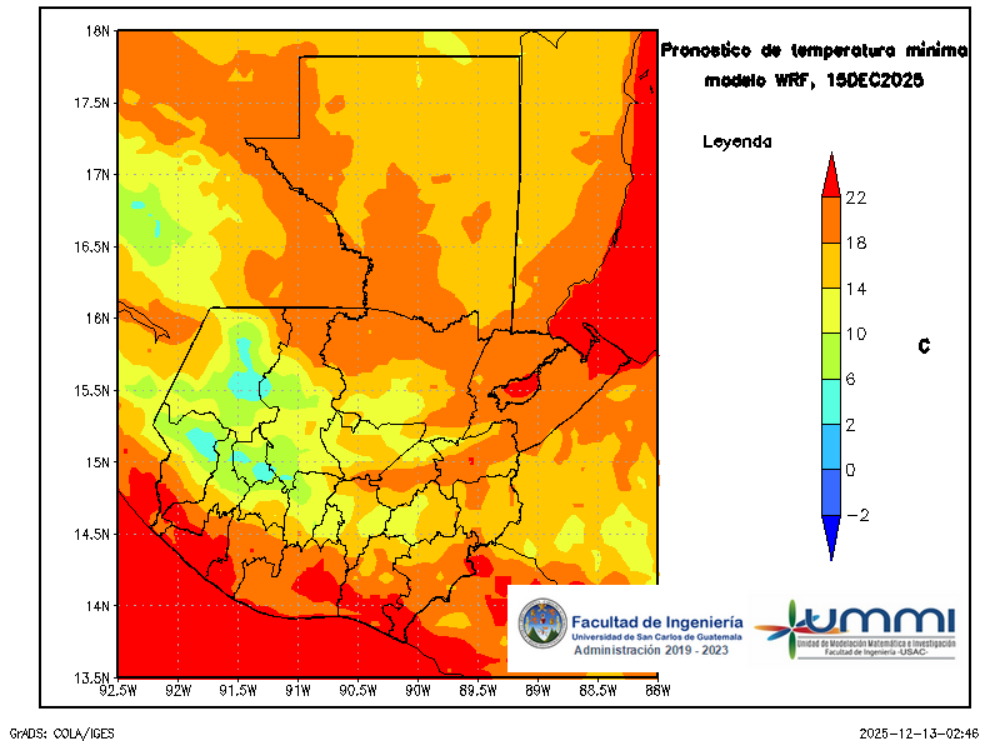 Pronostico de temperatura minima
modelo WRF, 15DEC2025
Leyenda
22
18
14
10
6
2
0
-2
C
18N
17.5N
17N
16.5N
16N
15.5N
15N
14.5N
14N
13.5N
92.5W
92W
91.5W
91W
90.5W
90W
89.5W
89W
88.5W
88W
Facultad de Ingeniería
Universidad de San Carlos de Guatemala
Administración 2019 - 2023
ummi
Unidad de Modelación Matemática e Investigación
Facultad de Ingeniería -USAC-
GrADS: COLA/IGES
2025-12-13-02:46